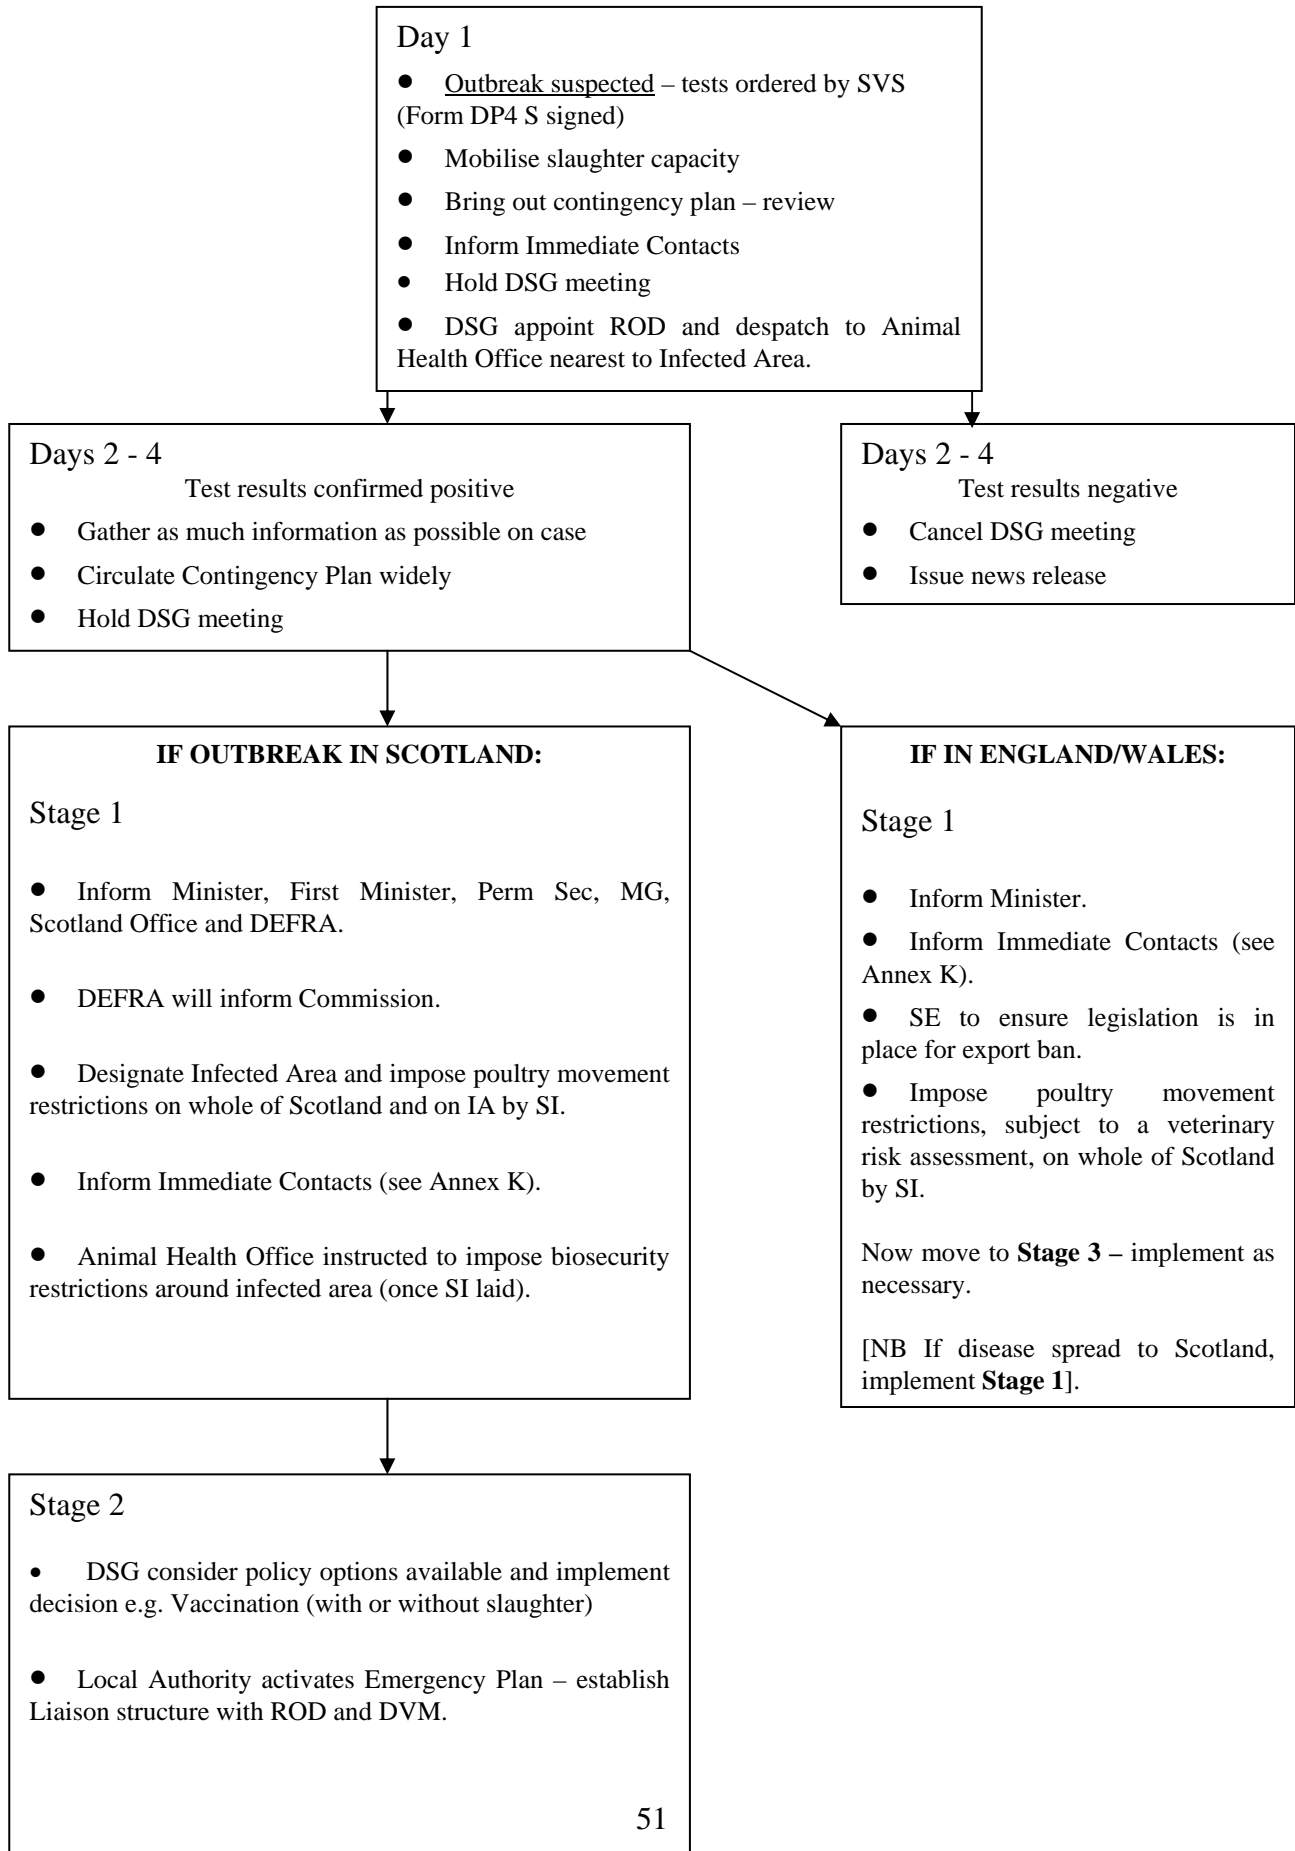 Day 1
● Outbreak suspected – tests ordered by SVS
(Form DP4 S signed)
● Mobilise slaughter capacity
● Bring out contingency plan – review
● Inform Immediate Contacts
● Hold DSG meeting
● DSG appoint ROD and despatch to Animal
Health Office nearest to Infected Area.
Days 2 - 4
Test results confirmed positive
● Gather as much information as possible on case
● Circulate Contingency Plan widely
● Hold DSG meeting
Days 2 - 4
Test results negative
● Cancel DSG meeting
● Issue news release
IF OUTBREAK IN SCOTLAND:
Stage 1
● Inform Minister, First Minister, Perm Sec, MG,
Scotland Office and DEFRA.
● DEFRA will inform Commission.
● Designate Infected Area and impose poultry movement
restrictions on whole of Scotland and on IA by SI.
● Inform Immediate Contacts (see Annex K).
● Animal Health Office instructed to impose biosecurity
restrictions around infected area (once SI laid).
IF IN ENGLAND/WALES:
Stage 1
● Inform Minister.
● Inform Immediate Contacts (see
Annex K).
● SE to ensure legislation is in
place for export ban.
● Impose poultry movement
restrictions, subject to a veterinary
risk assessment, on whole of Scotland
by SI.
Now move to Stage 3 – implement as
necessary.
[NB If disease spread to Scotland,
implement Stage 1].
Stage 2
● DSG consider policy options available and implement
decision e.g. Vaccination (with or without slaughter)
● Local Authority activates Emergency Plan – establish
Liaison structure with ROD and DVM.
51